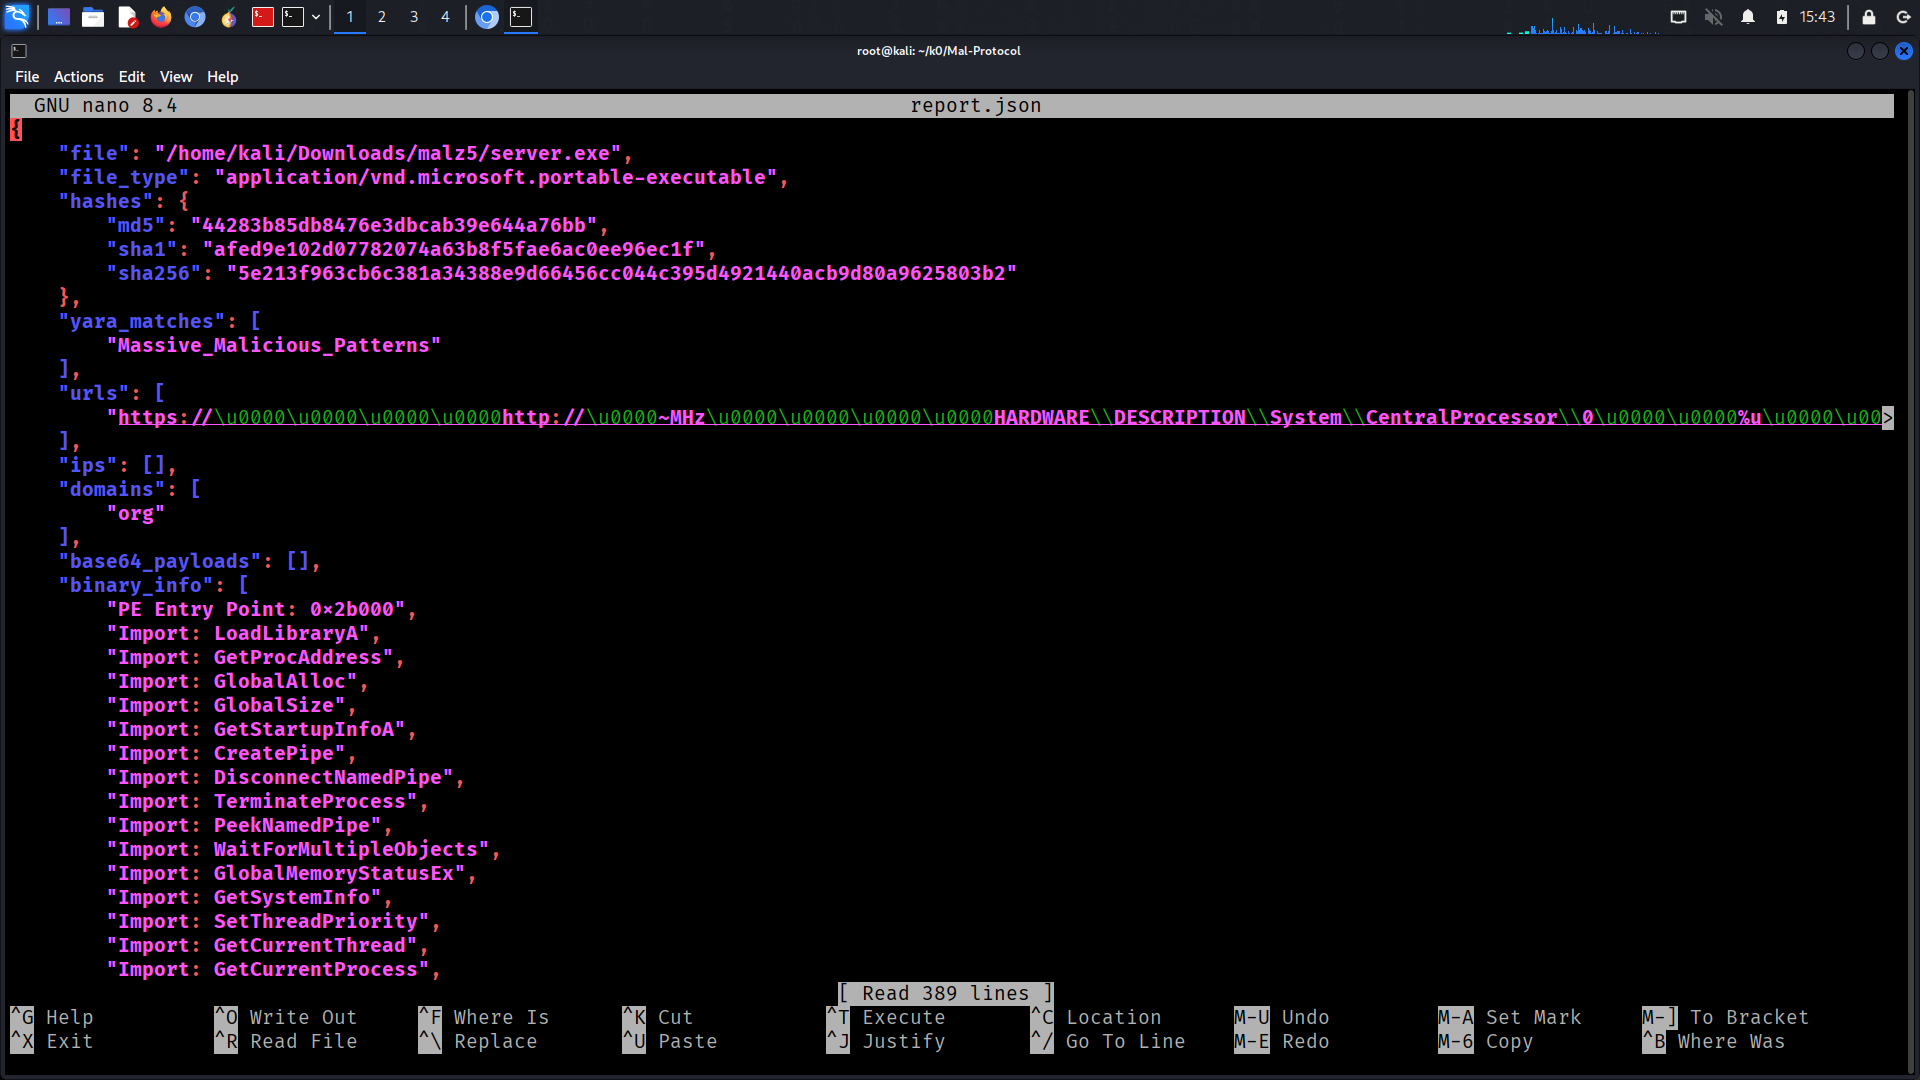 1 2 3 4
15:43
root@kali: ~/k0/Mal-Protocol
File Actions Edit View Help
GNU nano 8.4 report.json
{
"file": "/home/kali/Downloads/malz5/server.exe",
"file_type": "application/vnd.microsoft.portable-executable",
"hashes": {
"md5": "44283b85db8476e3dbcab39e644a76bb",
"sha1": "afed9e102d07782074a63b8f5fae6ac0ee96ec1f",
"sha256": "5e213f963cb6c381a34388e9d66456cc044c395d4921440acb9d80a9625803b2"
},
"yara_matches": [
"Massive_Malicious_Patterns"
],
"urls": [
"https://\u0000\u0000\u0000\u0000http://\u0000~MHz\u0000\u0000\u0000\u0000HARDWARE\\DESCRIPTION\\System\\CentralProcessor\\0\u0000\u0000%u\u0000\u00>
],
"ips": [],
"domains": [
"org"
],
"base64_payloads": [],
"binary_info": [
"PE Entry Point: 0×2b000",
"Import: LoadLibraryA",
"Import: GetProcAddress",
"Import: GlobalAlloc",
"Import: GlobalSize",
"Import: GetStartupInfoA",
"Import: CreatePipe",
"Import: DisconnectNamedPipe",
"Import: TerminateProcess",
"Import: PeekNamedPipe",
"Import: WaitForMultipleObjects",
"Import: GlobalMemoryStatusEx",
"Import: GetSystemInfo",
"Import: SetThreadPriority",
"Import: GetCurrentThread",
"Import: GetCurrentProcess",
[ Read 389 lines ]
^G Help ^O Write Out ^F Where Is ^K Cut ^T Execute ^C Location M-U Undo M-A Set Mark M-] To Bracket
^X Exit ^R Read File ^\ Replace ^U Paste ^J Justify ^/ Go To Line M-E Redo M-6 Copy ^B Where Was